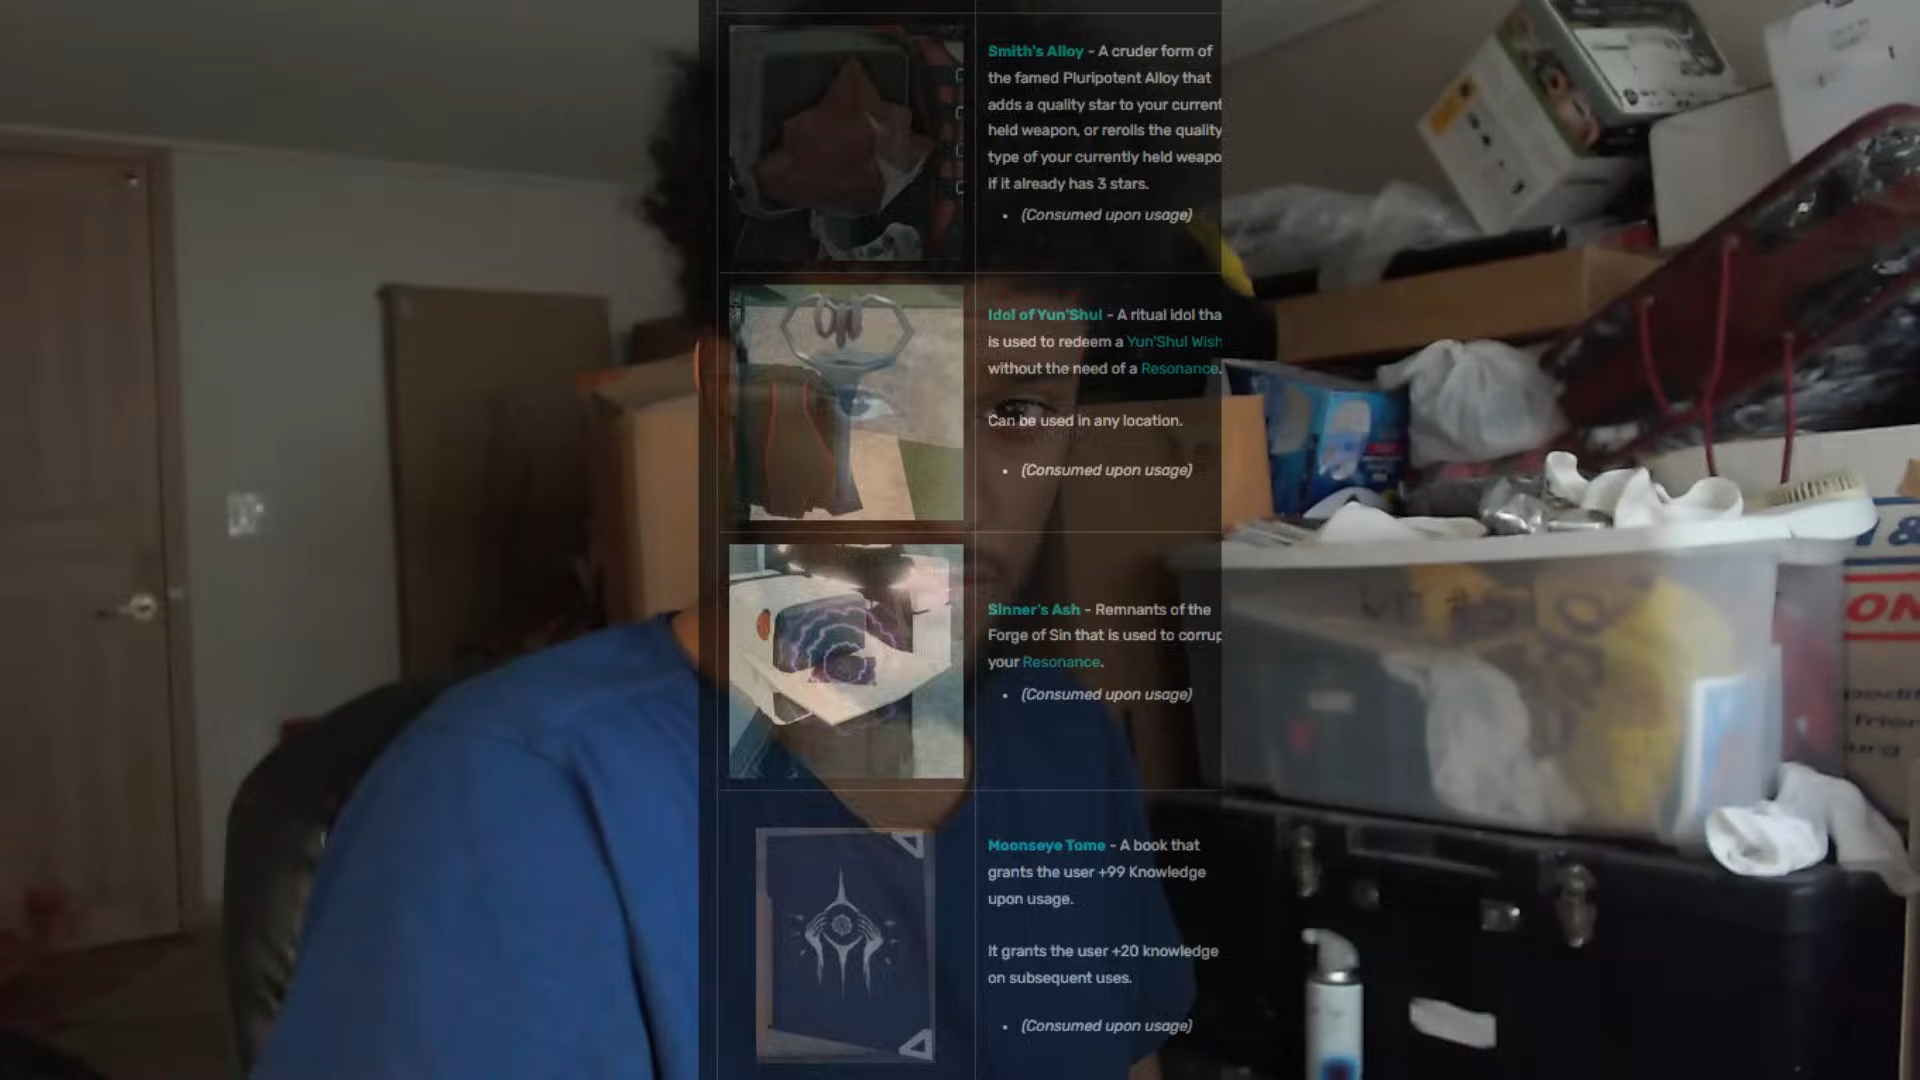 Smith's Alloy - A cruder form of
the famed Pluripotent Alloy that
adds a quality star to your current
held weapon, or rerolls the quality
type of your currently held weapo
if it already has 3 stars.
• (Consumed upon usage)
Idol of Yun'Shul - A ritual idol tha
is used to redeem a Yun'Shul Wish
without the need of a Resonance.
Can be used in any location.
• (Consumed upon usage)
Sinner's Ash - Remnants of the
Forge of Sin that is used to corrup
your Resonance.
• (Consumed upon usage)
Moonseye Tome - A book that
grants the user +99 Knowledge
upon usage.
It grants the user +20 knowledge
on subsequent uses.
• (Consumed upon usage)
&
ON